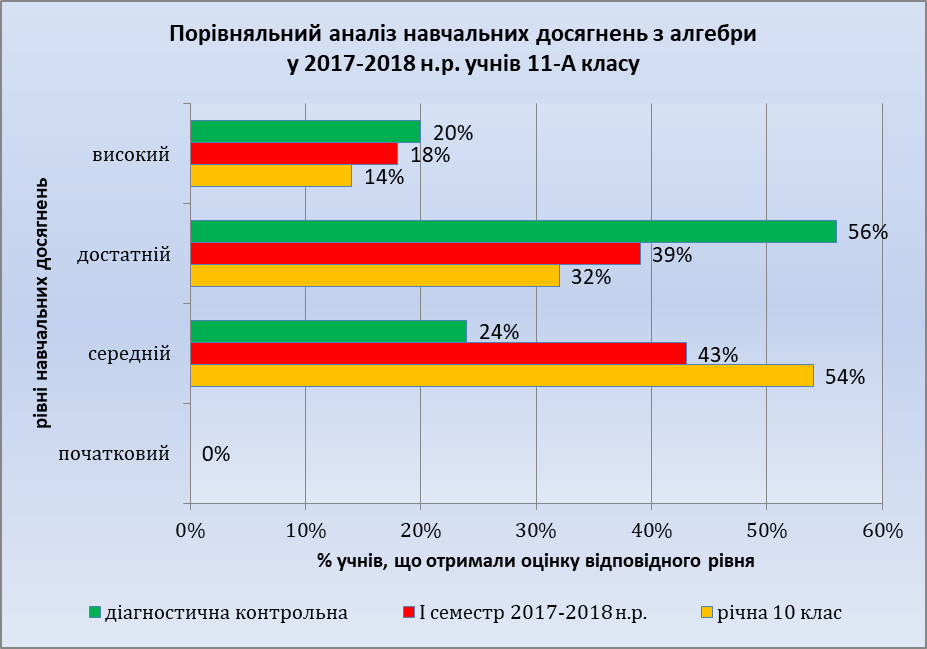 Порівняльний аналіз навчальних досягнень з алгебри
у 2017-2018 н.р. учнів 11-А класу
рівні навчальних досягнень
високий
20%
18%
14%
достатній
56%
39%
32%
середній
24%
43%
54%
початковий
0%
0% 10% 20% 30% 40% 50% 60%
% учнів, що отримали оцінку відповідного рівня
діагностична контрольна І семестр 2017-2018 н.р. річна 10 клас